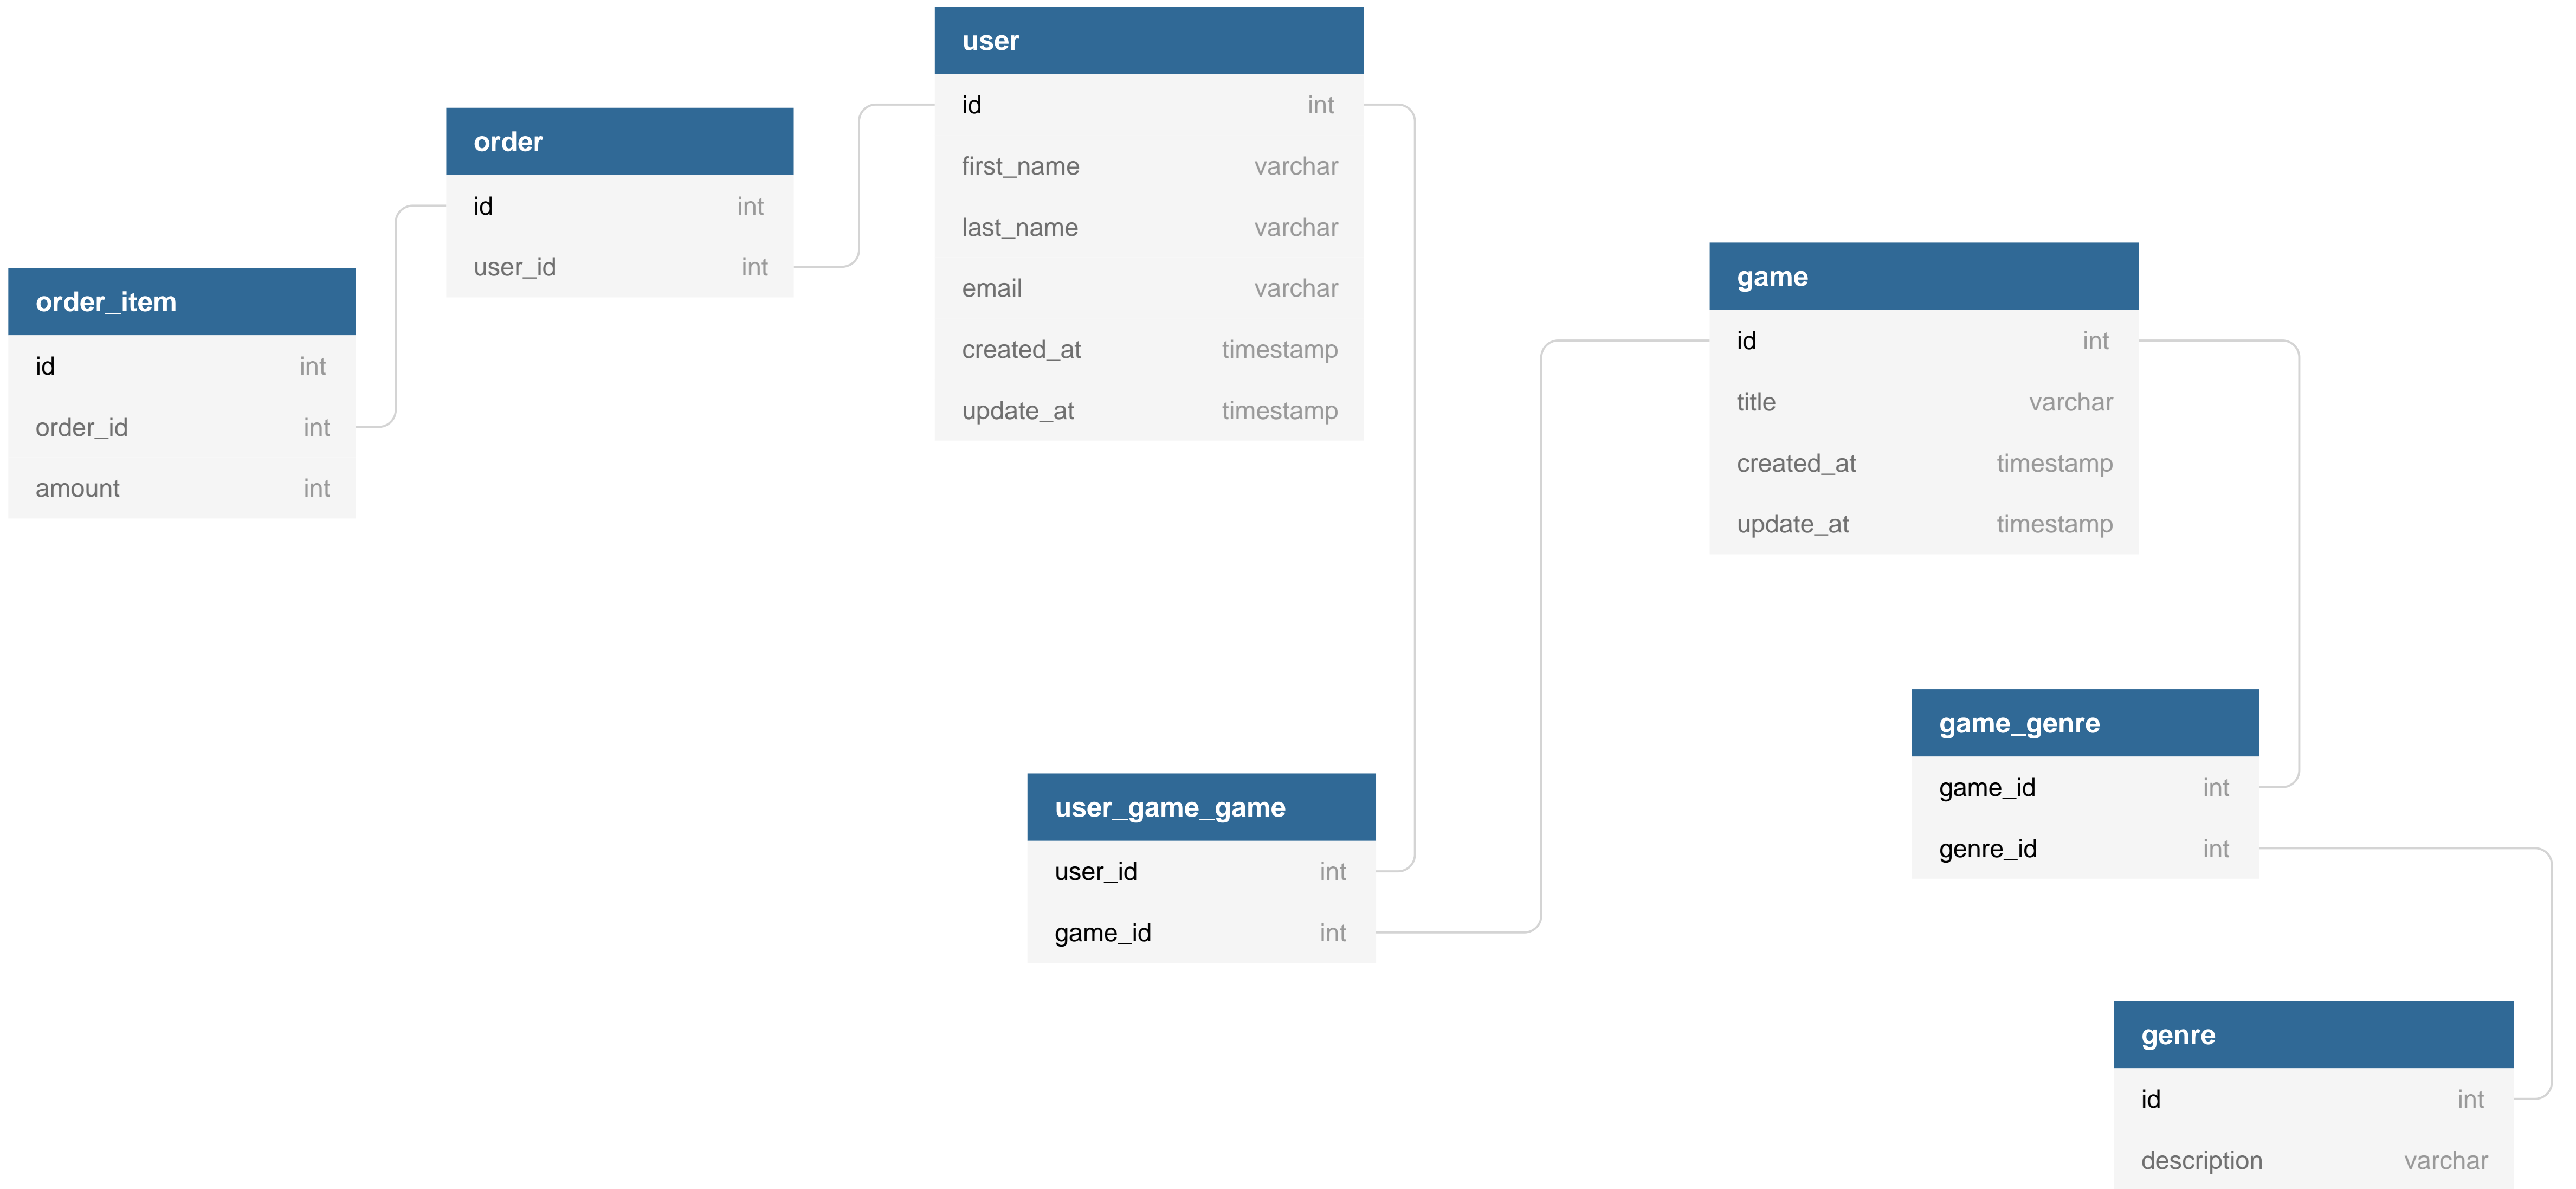 order_item
id int
order_id int
amount int
order
id int
user_id int
user
id int
first_name varchar
last_name varchar
email varchar
created_at timestamp
update_at timestamp
user_game_game
user_id int
game_id int
game
id int
title varchar
created_at timestamp
update_at timestamp
game_genre
game_id int
genre_id int
genre
id int
description varchar